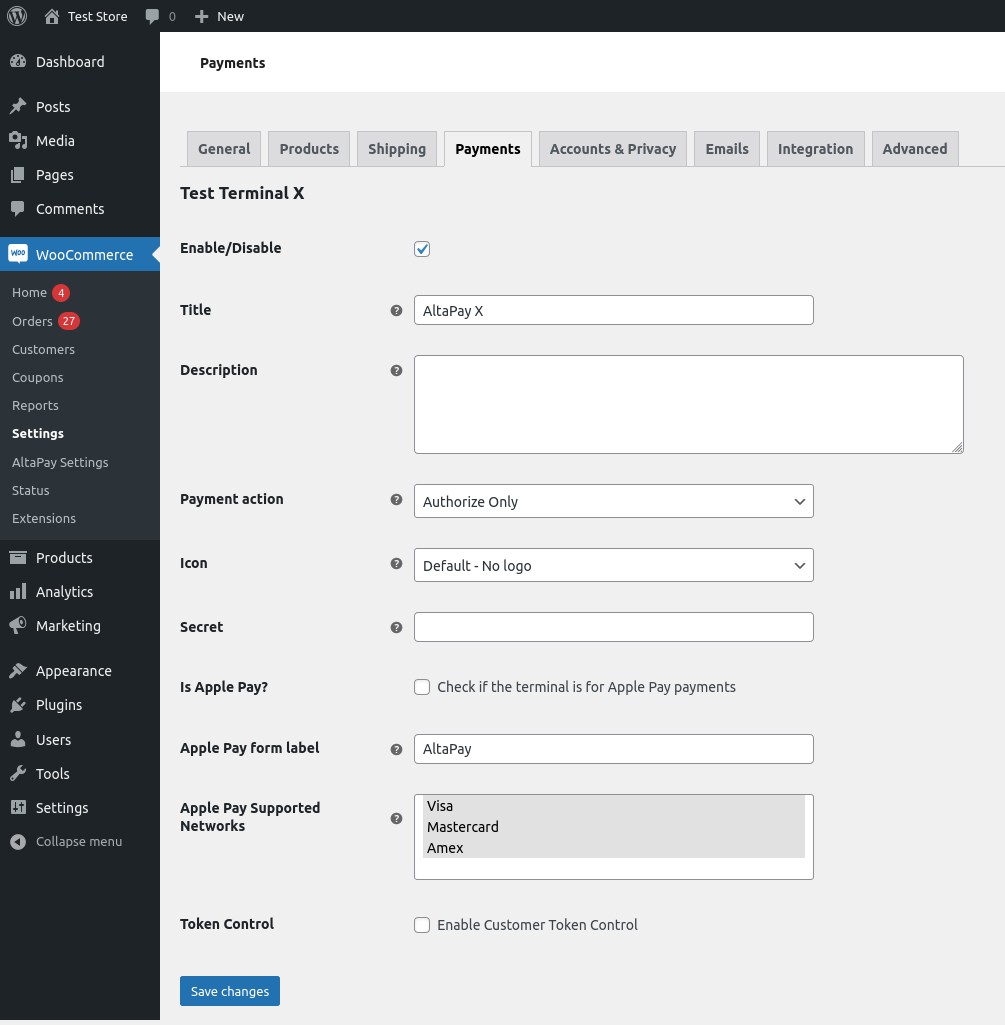 Test Store 0 New
Dashboard
Posts
Media
Pages
Comments
Woo WooCommerce
Home 4
Orders 27
Customers
Coupons
Reports
Settings
AltaPay Settings
Status
Extensions
Products
Analytics
Marketing
Appearance
Plugins
Users
Tools
Settings
Collapse menu
Payments
General Products Shipping Payments Accounts & Privacy Emails Integration Advanced
Test Terminal X
Enable/Disable
Title ? AltaPay X
Description ?
Payment action ? Authorize Only
Icon ? Default - No logo
Secret ?
Is Apple Pay? Check if the terminal is for Apple Pay payments
Apple Pay form label ? AltaPay
Apple Pay Supported
Networks ?
Visa
Mastercard
Amex
Token Control Enable Customer Token Control
Save changes